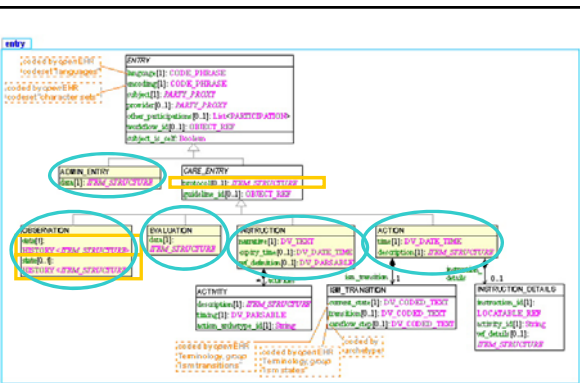 entry
coded by openEHR
codeset "languages"
coded by openEHR
codeset "character sets"
ENTRY
language[1]: CODE_PHRASE
encoding[1]: CODE_PHRASE
subject[1]: PARTY_PROXY
provider[0..1]: PARTY_PROXY
other_participations[0..1]: List<PARTICIPATION>
workflow_id[0..1]: OBJECT_REF
subject_is_self: Boolean
ADMIN_ENTRY
data[1]: ITEM_STRUCTURE
CARE_ENTRY
protocol[0..1]: ITEM_STRUCTURE
guideline_id[0..1]: OBJECT_REF
OBSERVATION
data[1]:
HISTORY<ITEM_STRUCTURE>
state[0..1]:
HISTORY<ITEM_STRUCTURE>
EVALUATION
data[1]:
ITEM_STRUCTURE
INSTRUCTION
narrative[1]: DV_TEXT
expiry_time[0..1]: DV_DATE_TIME
wf_definition[0..1]: DV_PARSABLE
ACTION
time[1]: DV_DATE_TIME
description[1]: ITEM_STRUCTURE
activities
ism_transition
1
instruction_
details
0..1
ACTIVITY
description[1]: ITEM_STRUCTURE
timing[1]: DV_PARSABLE
action_archetype_id[1]: String
ISM_TRANSITION
current_state[1]: DV_CODED_TEXT
transition[0..1]: DV_CODED_TEXT
careflow_step[0..1]: DV_CODED_TEXT
INSTRUCTION_DETAILS
instruction_id[1]:
LOCATABLE_REF
activity_id[1]: String
wf_details[0..1]:
ITEM_STRUCTURE
coded by openEHR
Terminology, group
"ism transitions"
coded by openEHR
Terminology, group
"ism states"
coded by
archetype